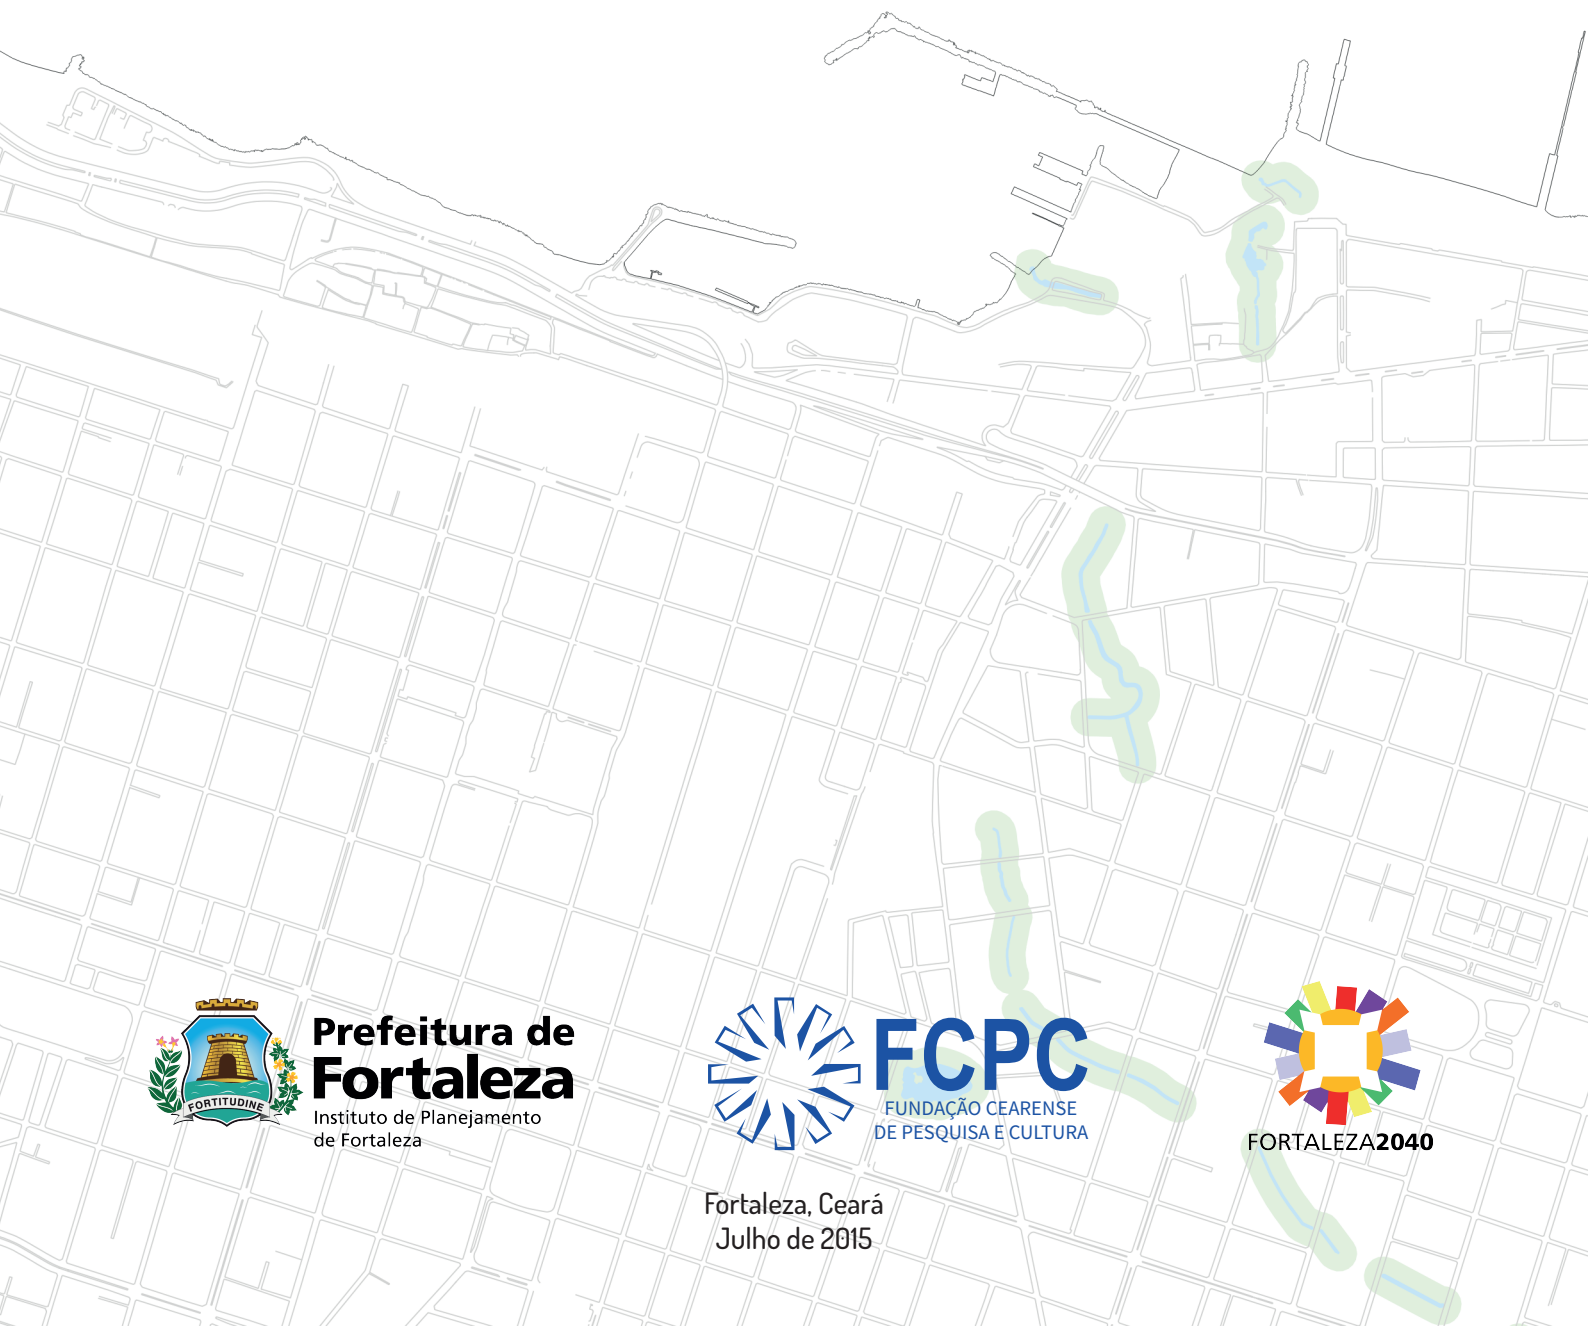 Prefeitura de
Fortaleza
Instituto de Planejamento
de Fortaleza
FORTITUDINE
FCPC
FUNDAÇÃO CEARENSE
DE PESQUISA E CULTURA
FORTALEZA2040
Fortaleza, Ceará
Julho de 2015